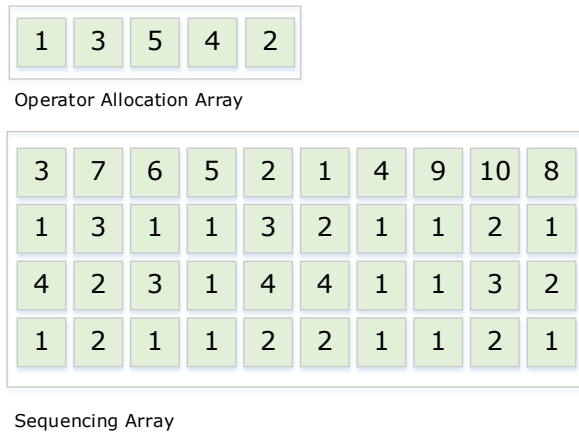 1 3 5 4 2
Operator Allocation Array
3 7 6 5 2 1 4 9 10 8
1 3 1 1 3 2 1 1 2 1
4 2 3 1 4 4 1 1 3 2
1 2 1 1 2 2 1 1 2 1
Sequencing Array